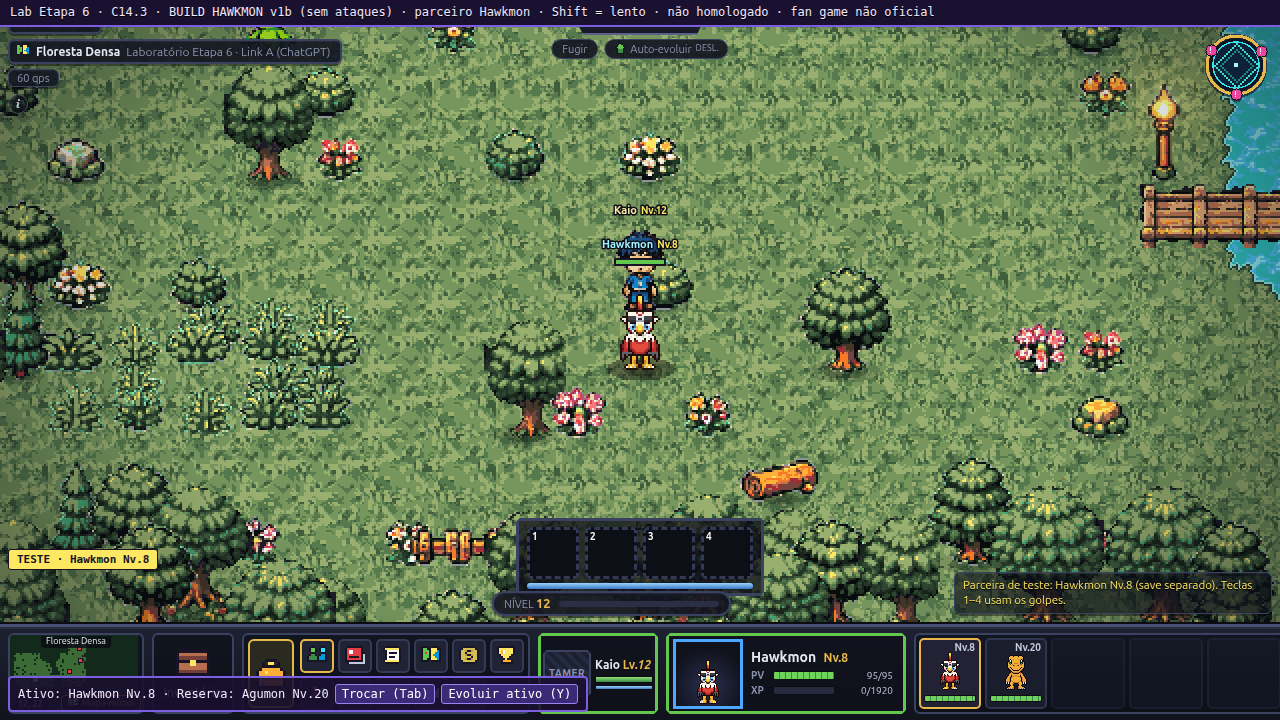 Lab Etapa 6 · C14.3 · BUILD HAWKMON v1b (sem ataques) · parceiro Hawkmon · Shift = lento · não homologado · fan game não oficial
Floresta Densa Laboratório Etapa 6 · Link A (ChatGPT)
Fugir
Auto-evoluir DESL.
60 qps
i
Kaio Nv.12
Hawkmon Nv.8
1
2
3
4
NÍVEL 12
TESTE · Hawkmon Nv.8
Parceira de teste: Hawkmon Nv.8 (save separado). Teclas
1–4 usam os golpes.
Floresta Densa
TAMER
Kaio Lv.12
Hawkmon Nv.8
PV 95/95
XP 0/1920
Nv.8
Nv.20
Ativo: Hawkmon Nv.8 · Reserva: Agumon Nv.20 Trocar (Tab) Evoluir ativo (Y)